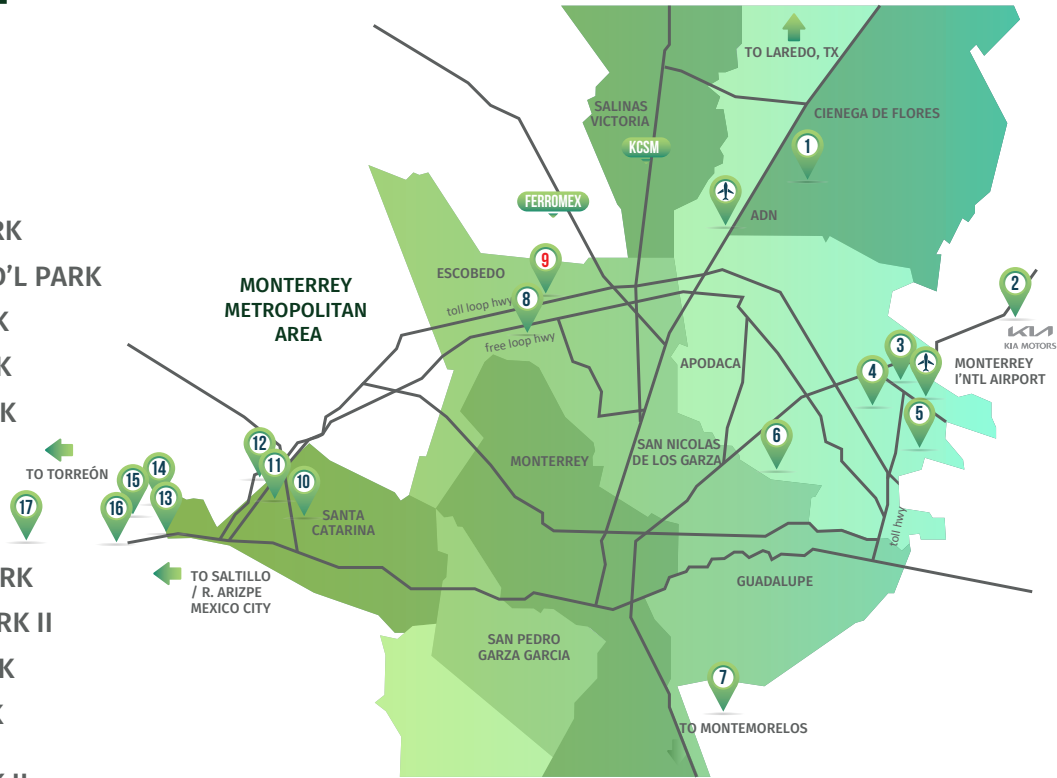 TO LAREDO, TX
SALINAS
VICTORIA
CIENEGA DE FLORES
KCSM
1
FERROMEX
ADN
RK
D'L PARK
K
K
K
MONTERREY
METROPOLITAN
AREA
ESCOBEDO
9
8
toll loop hwy
free loop hwy
2
KIA
KIA MOTORS
3
4
5
MONTERREY
I'NTL AIRPORT
APODACA
6
SAN NICOLAS
DE LOS GARZA
MONTERREY
TO TORREÓN
12
11
10
14
15
13
16
17
SANTA
CATARINA
toll hwy
TO SALTILLO
/ R. ARIZPE
MEXICO CITY
GUADALUPE
RK
RK II
K
K
K II
SAN PEDRO
GARZA GARCIA
7
TO MONTEMORELOS